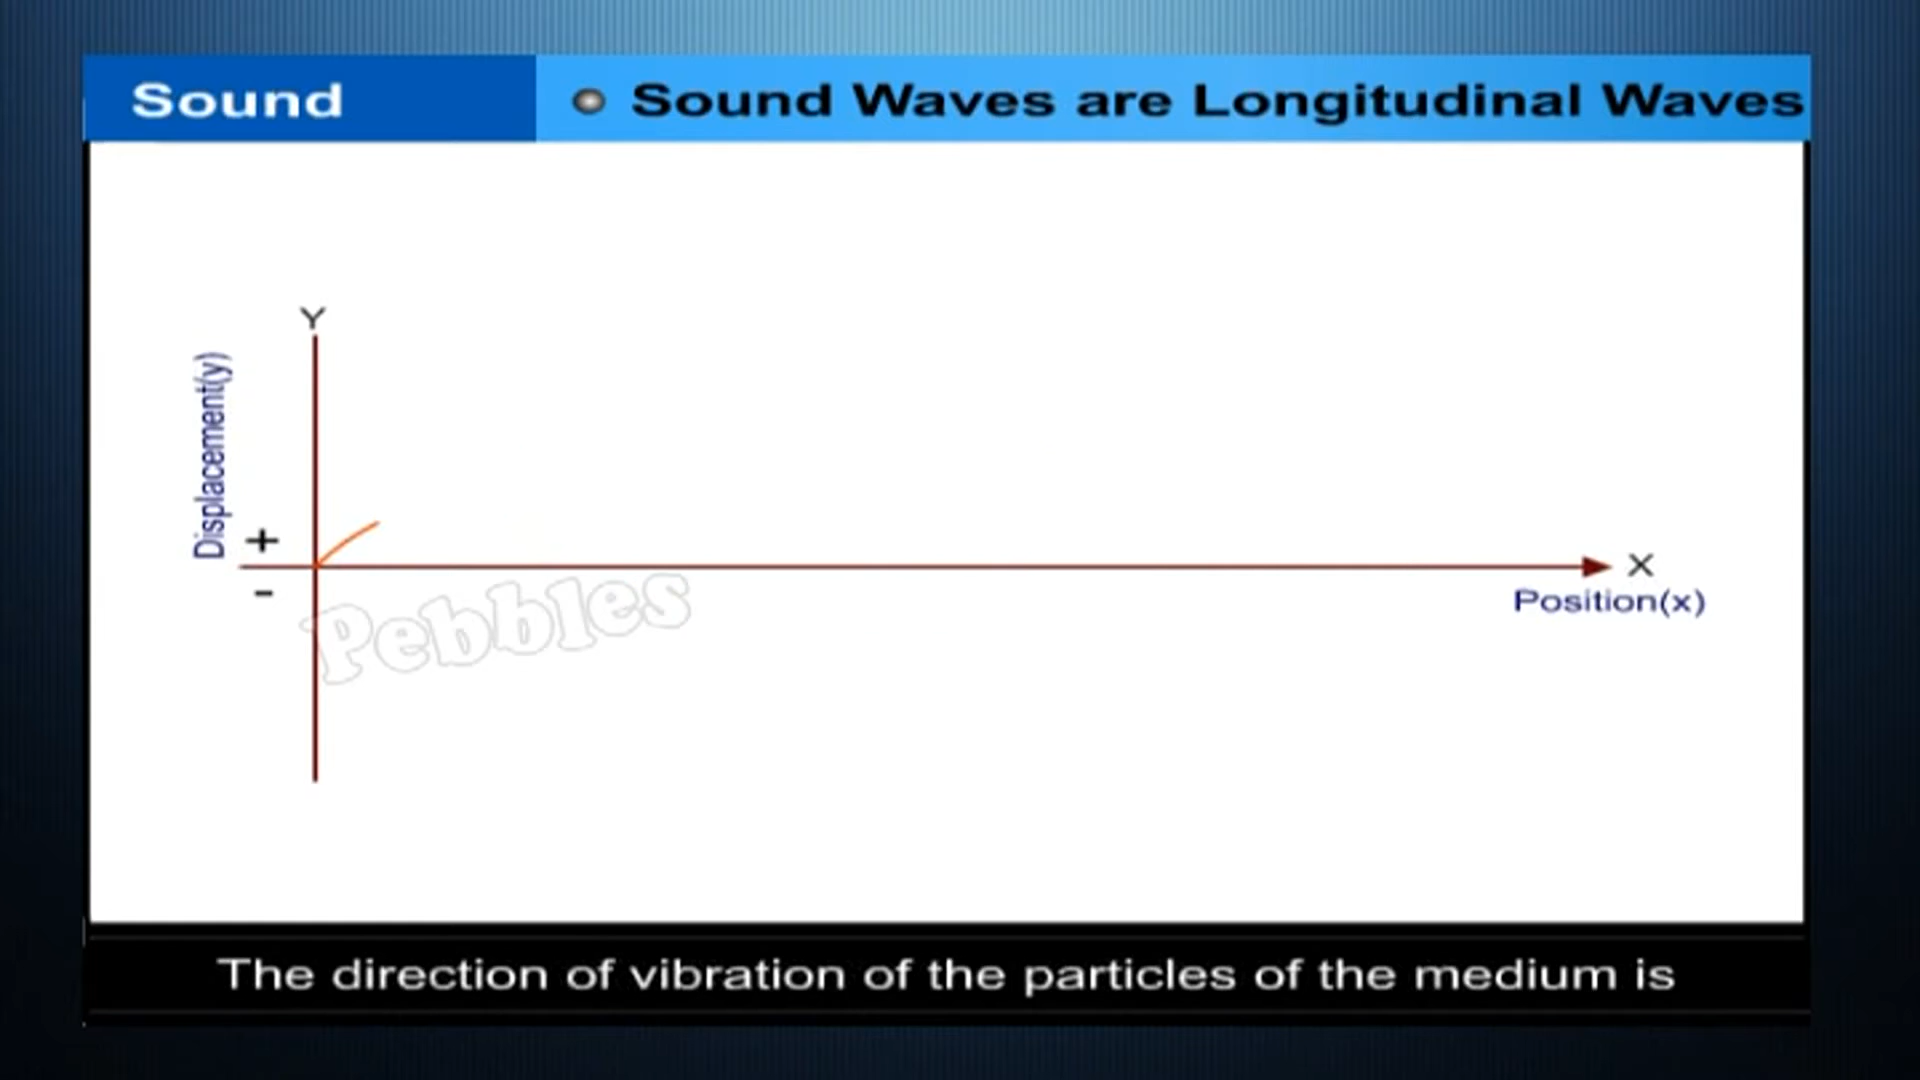 Sound
Sound Waves are Longitudinal Waves
Y
Displacement(y)
+
-
X
Position(x)
Pebbles
The direction of vibration of the particles of the medium is